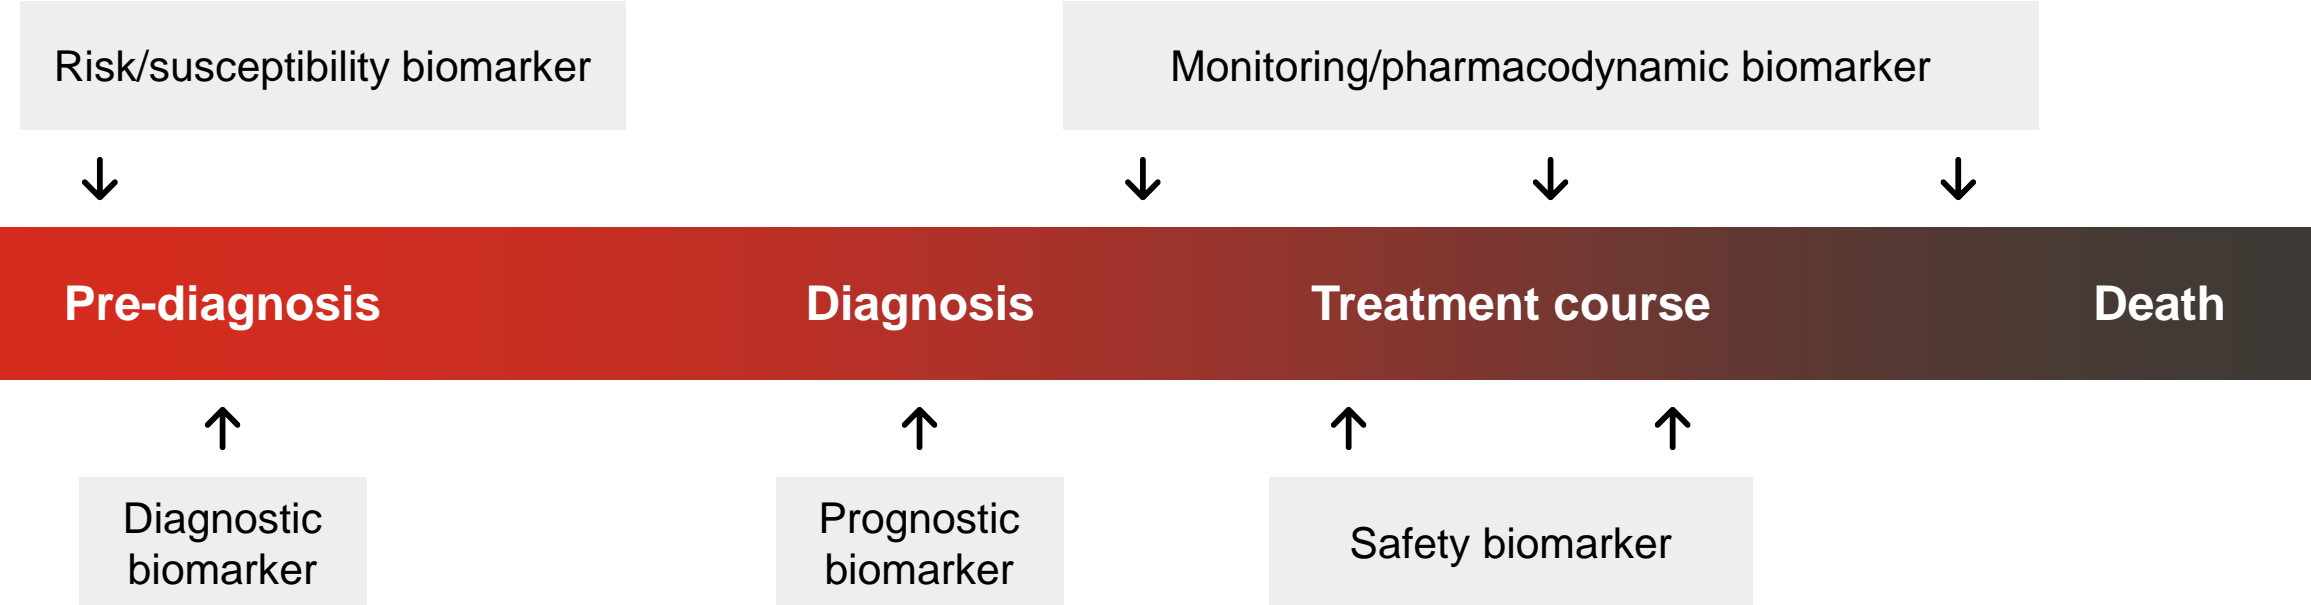 Risk/susceptibility biomarker
Monitoring/pharmacodynamic biomarker
Pre-diagnosis
Diagnosis
Treatment course
Death
Diagnostic
biomarker
Prognostic
biomarker
Safety biomarker